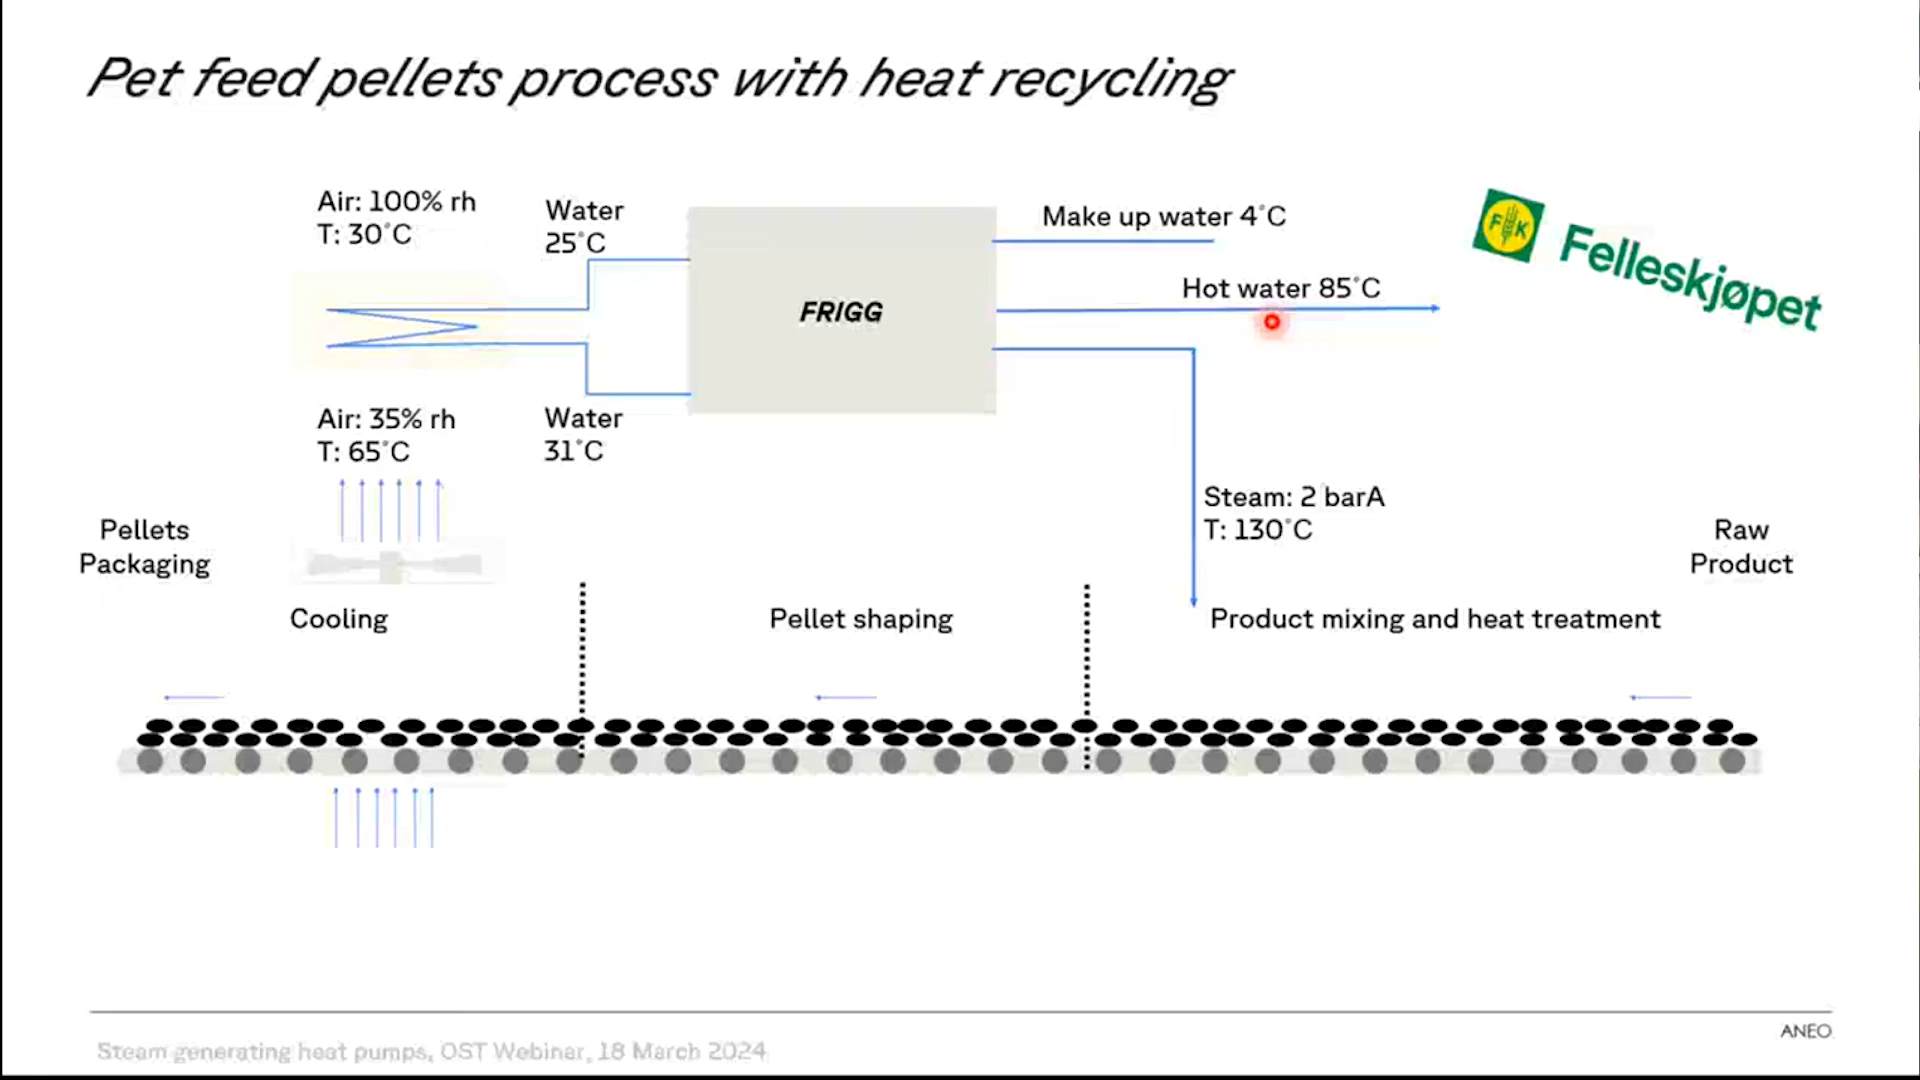 Pet feed pellets process with heat recycling
Air: 100% rh
T: 30°C
Water
25°C
Make up water 4°C
Hot water 85°C
FK
Felleskjøpet
FRIGG
Air: 35% rh
T: 65°C
Water
31°C
Steam: 2 barA
T: 130°C
Pellets
Packaging
Raw
Product
Cooling
Pellet shaping
Product mixing and heat treatment
ANEO
Steam generating heat pumps, OST Webinar, 18 March 2024